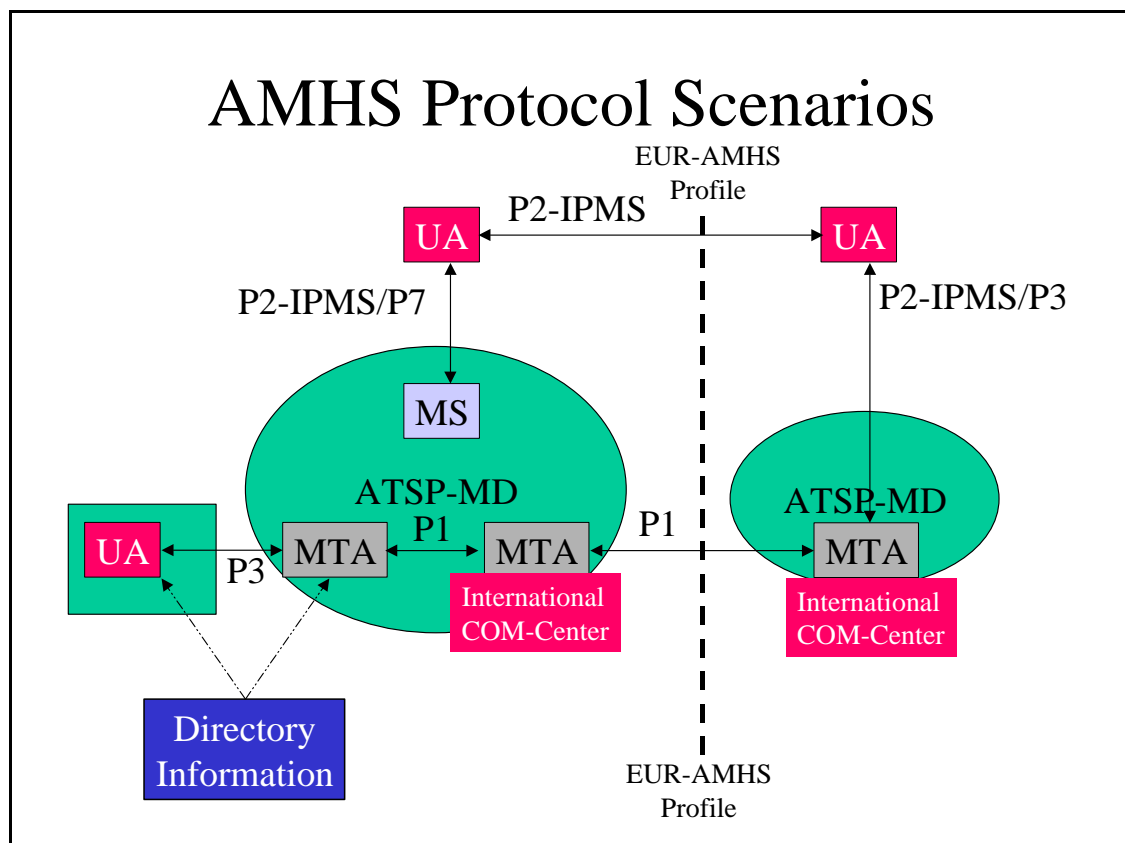 AMHS Protocol Scenarios
EUR-AMHS
Profile
P2-IPMS
UA
UA
P2-IPMS/P7
P2-IPMS/P3
MS
ATSP-MD
ATSP-MD
P1
P1
UA
MTA
MTA
MTA
P3
International
COM-Center
International
COM-Center
Directory
Information
EUR-AMHS
Profile